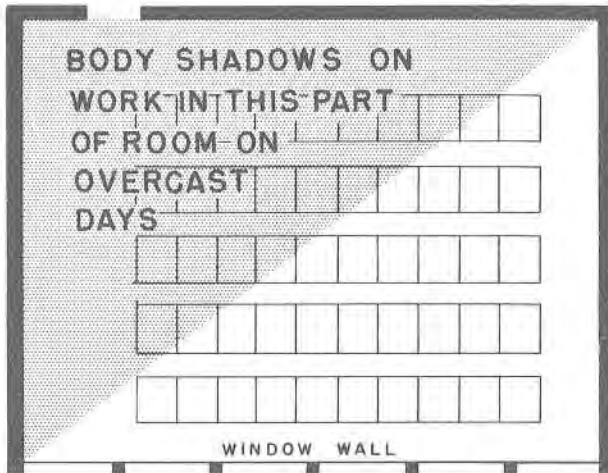 BODY SHADOWS ON
WORK IN THIS PART
OF ROOM ON
OVERCAST
DAYS
WINDOW WALL